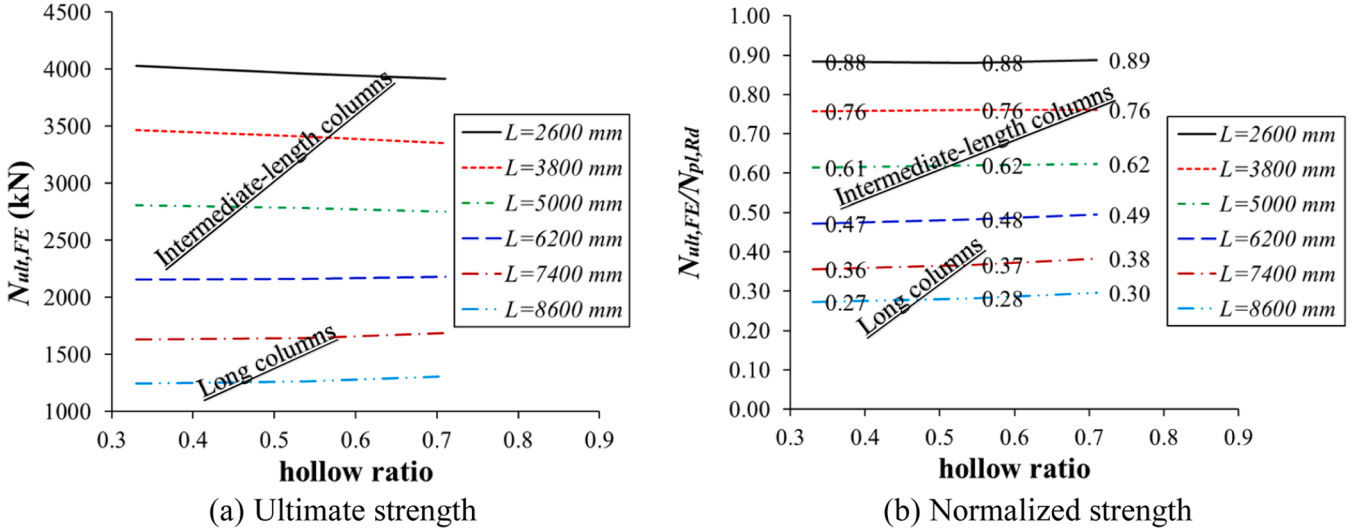 4500
4000
3500
3000
2500
2000
1500
1000
N_ult,FE (kN)
0.3 0.4 0.5 0.6 0.7 0.8 0.9
hollow ratio
Intermediate-length columns
Long columns
L=2600 mm
L=3800 mm
L=5000 mm
L=6200 mm
L=7400 mm
L=8600 mm
(a) Ultimate strength
1.00
0.90
0.80
0.70
0.60
0.50
0.40
0.30
0.20
0.10
0.00
N_ult,FE/N_pl,Rd
0.88 0.88 0.89
0.76 0.76 0.76
0.61 0.62 0.62
0.47 0.48 0.49
0.36 0.37 0.38
0.27 0.28 0.30
Intermediate-length columns
Long columns
0.3 0.4 0.5 0.6 0.7 0.8 0.9
hollow ratio
L=2600 mm
L=3800 mm
L=5000 mm
L=6200 mm
L=7400 mm
L=8600 mm
(b) Normalized strength